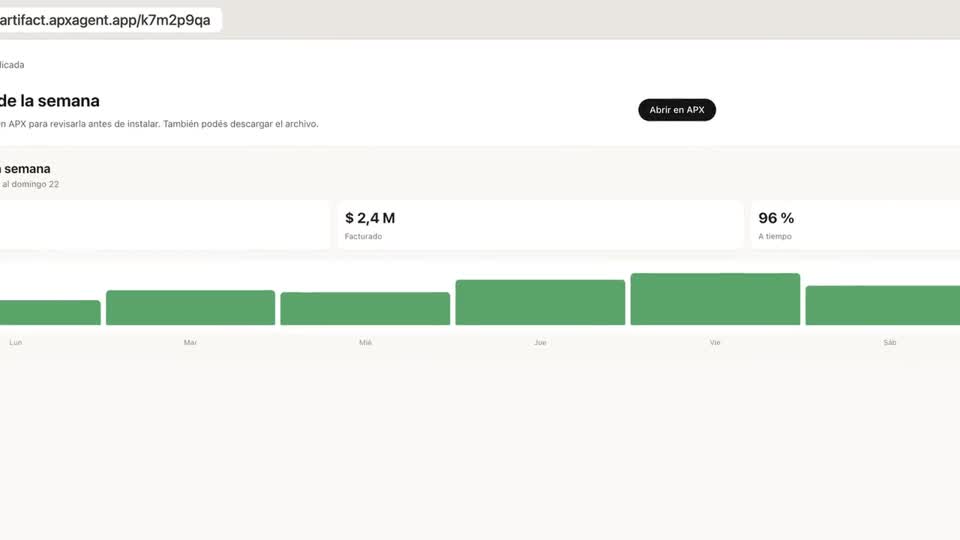 artifact.apxagent.app/k7m2p9qa
licada
de la semana
Abrir en APX
n APX para revisarla antes de instalar. También podés descargar el archivo.
semana
al domingo 22
$ 2,4 M
Facturado
96 %
A tiempo
Lun
Mar
Mié
Jue
Vie
Sáb